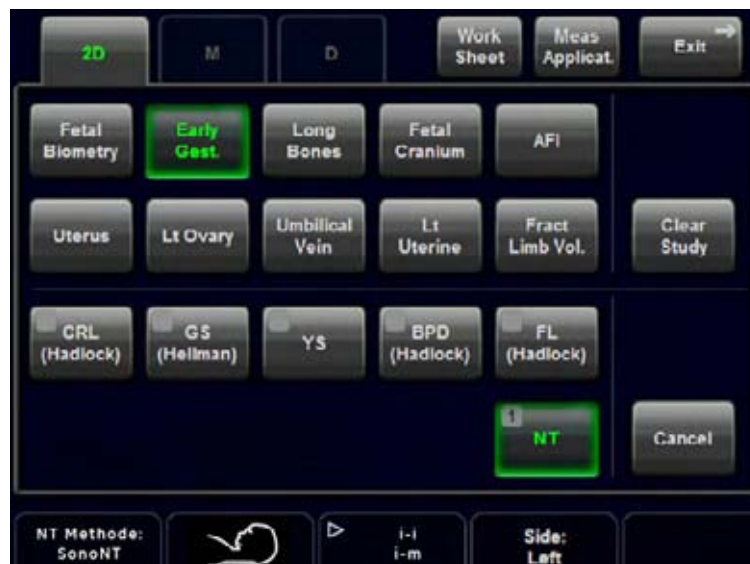 2D
M
D
Work
Sheet
Meas
Applicat.
Exit
Fetal
Biometry
Early
Gest.
Long
Bones
Fetal
Cranium
AFI
Uterus
Lt Ovary
Umbilical
Vein
Lt
Uterine
Fract
Limb Vol.
Clear
Study
CRL
(Hadlock)
GS
(Hellman)
YS
BPD
(Hadlock)
FL
(Hadlock)
1
NT
Cancel
NT Methode:
SonoNT
i-i
i-m
Side:
Left